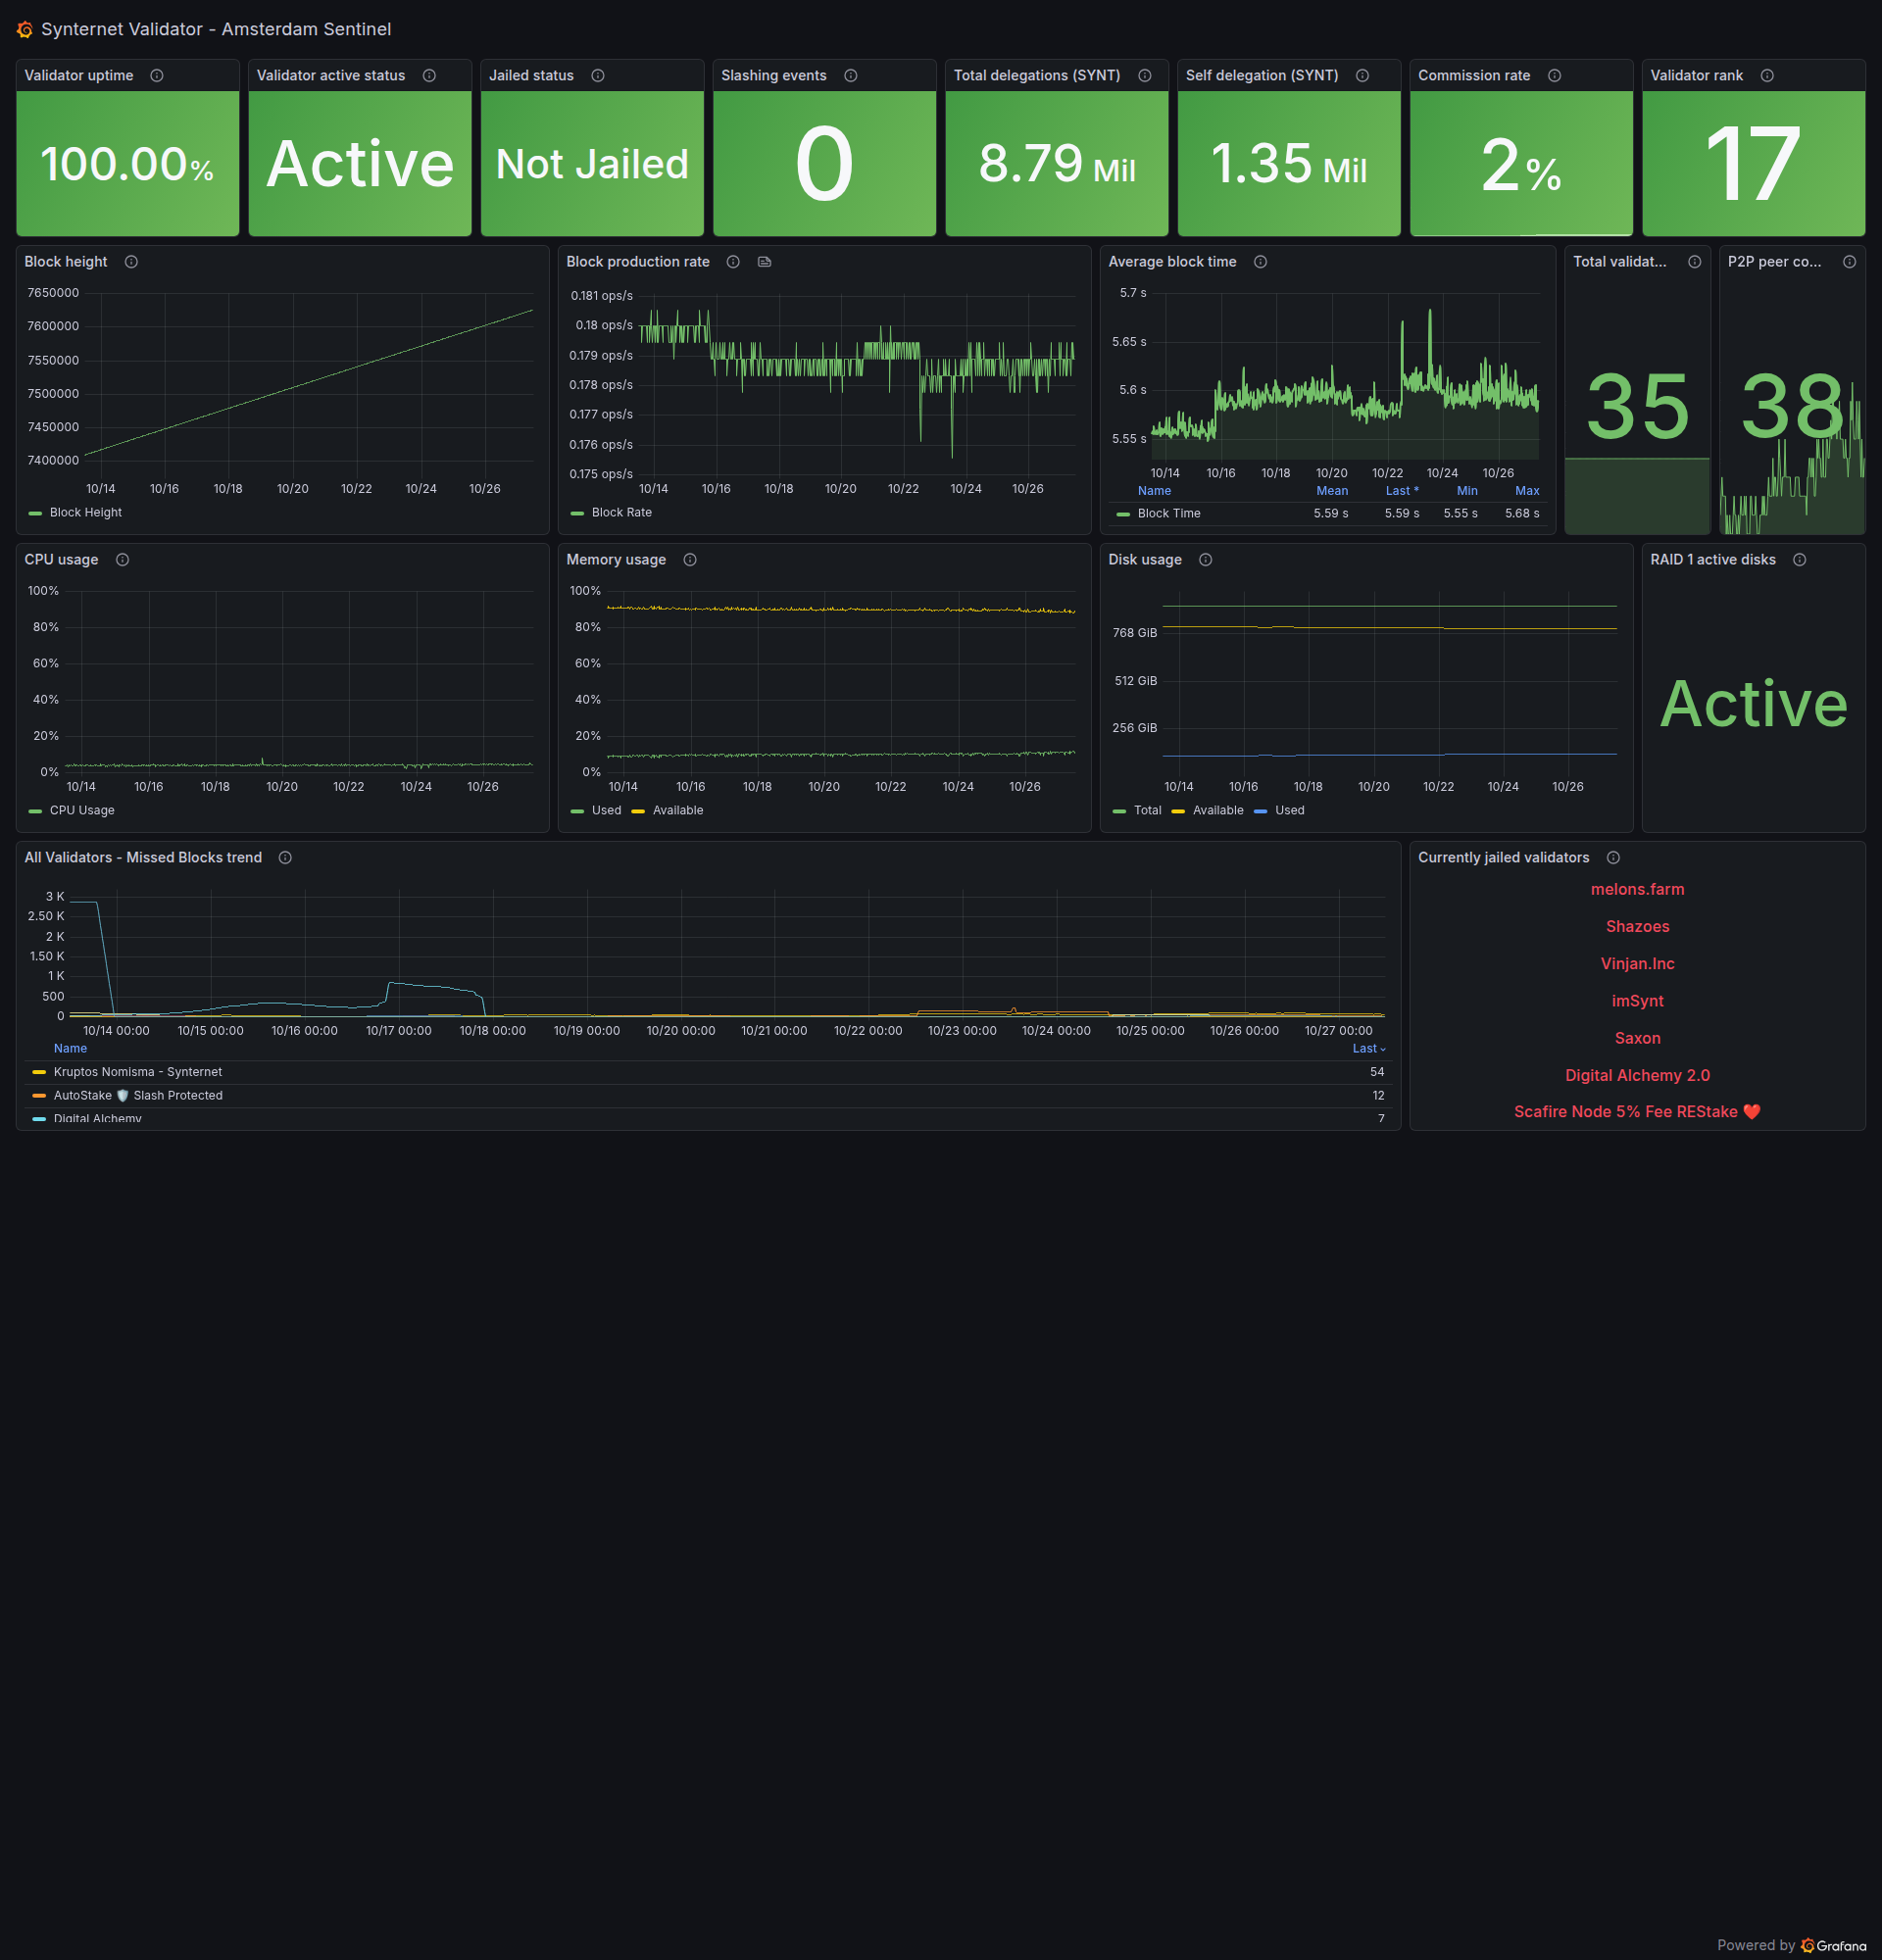 Synternet Validator - Amsterdam Sentinel
Validator uptime
100.00%
Validator active status
Active
Jailed status
Not Jailed
Slashing events
0
Total delegations (SYNT)
8.79 Mil
Self delegation (SYNT)
1.35 Mil
Commission rate
2%
Validator rank
17
Block height
7650000
7600000
7550000
7500000
7450000
7400000
10/14 10/16 10/18 10/20 10/22 10/24 10/26
Block Height
Block production rate
0.181 ops/s
0.18 ops/s
0.179 ops/s
0.178 ops/s
0.177 ops/s
0.176 ops/s
0.175 ops/s
10/14 10/16 10/18 10/20 10/22 10/24 10/26
Block Rate
Average block time
5.7 s
5.65 s
5.6 s
5.55 s
10/14 10/16 10/18 10/20 10/22 10/24 10/26
Name Mean Last * Min Max
Block TIme 5.59 s 5.59 s 5.55 s 5.68 s
Total validat...
35
P2P peer co...
38
CPU usage
100%
80%
60%
40%
20%
0%
10/14 10/16 10/18 10/20 10/22 10/24 10/26
CPU Usage
Memory usage
100%
80%
60%
40%
20%
0%
10/14 10/16 10/18 10/20 10/22 10/24 10/26
Used Available
Disk usage
768 GiB
512 GiB
256 GiB
10/14 10/16 10/18 10/20 10/22 10/24 10/26
Total Available Used
RAID 1 active disks
Active
All Validators - Missed Blocks trend
3 K
2.50 K
2 K
1.50 K
1 K
500
0
10/14 00:00 10/15 00:00 10/16 00:00 10/17 00:00 10/18 00:00 10/19 00:00 10/20 00:00 10/21 00:00 10/22 00:00 10/23 00:00 10/24 00:00 10/25 00:00 10/26 00:00 10/27 00:00
Name Last
Kruptos Nomisma - Synternet 54
AutoStake 🛡️ Slash Protected 12
Digital Alchemy 7
Currently jailed validators
melons.farm
Shazoes
Vinjan.Inc
imSynt
Saxon
Digital Alchemy 2.0
Scafire Node 5% Fee REStake ❤️
Powered by Grafana